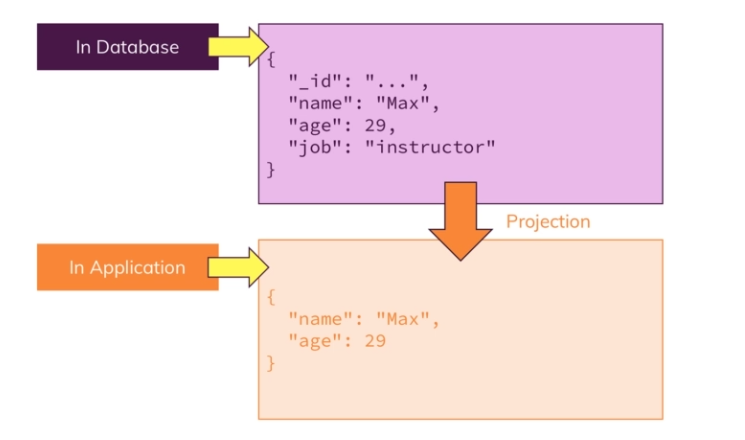 In Database
{
"_id": "...",
"name": "Max",
"age": 29,
"job": "instructor"
}
Projection
In Application
{
"name": "Max",
"age": 29
}